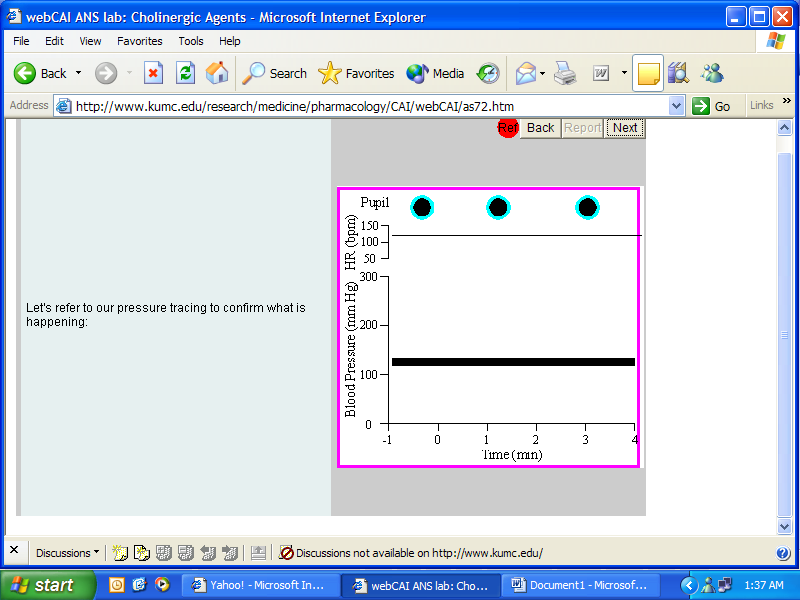 webCAI ANS lab: Cholinergic Agents - Microsoft Internet Explorer
File Edit View Favorites Tools Help
Back Search Favorites Media W
Address http://www.kumc.edu/research/medicine/pharmacology/CAI/webCAI/as72.htm Go Links »
Ref Back Report Next
Pupil
HR (bpm)
150
100
50
Let's refer to our pressure tracing to confirm what is
happening:
Blood Pressure (mm Hg)
300
200
100
0
-1 0 1 2 3 4
Time (min)
Discussions Discussions not available on http://www.kumc.edu/
start Yahoo! - Microsoft In... webCAI ANS lab: Cho... Document1 - Microsof... 1:37 AM